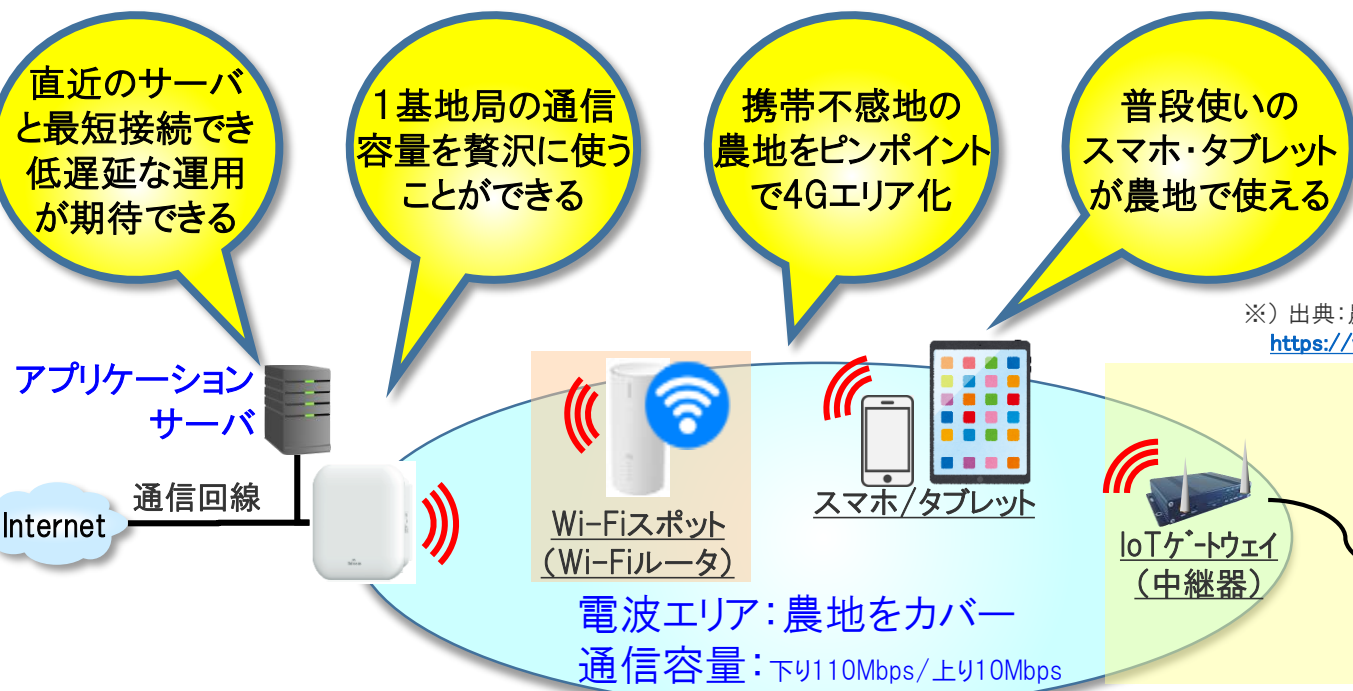 直近のサーバ
と最短接続でき
低遅延な運用
が期待できる
1基地局の通信
容量を贅沢に使う
ことができる
携帯不感地の
農地をピンポイント
で4Gエリア化
普段使いの
スマホ・タブレット
が農地で使える
※）出典：
https://
アプリケーション
サーバ
Internet
通信回線
Wi-Fiスポット
（Wi-Fiルータ）
スマホ/タブレット
IoTゲートウェイ
（中継器）
電波エリア：農地をカバー
通信容量：下り110Mbps/上り10Mbps